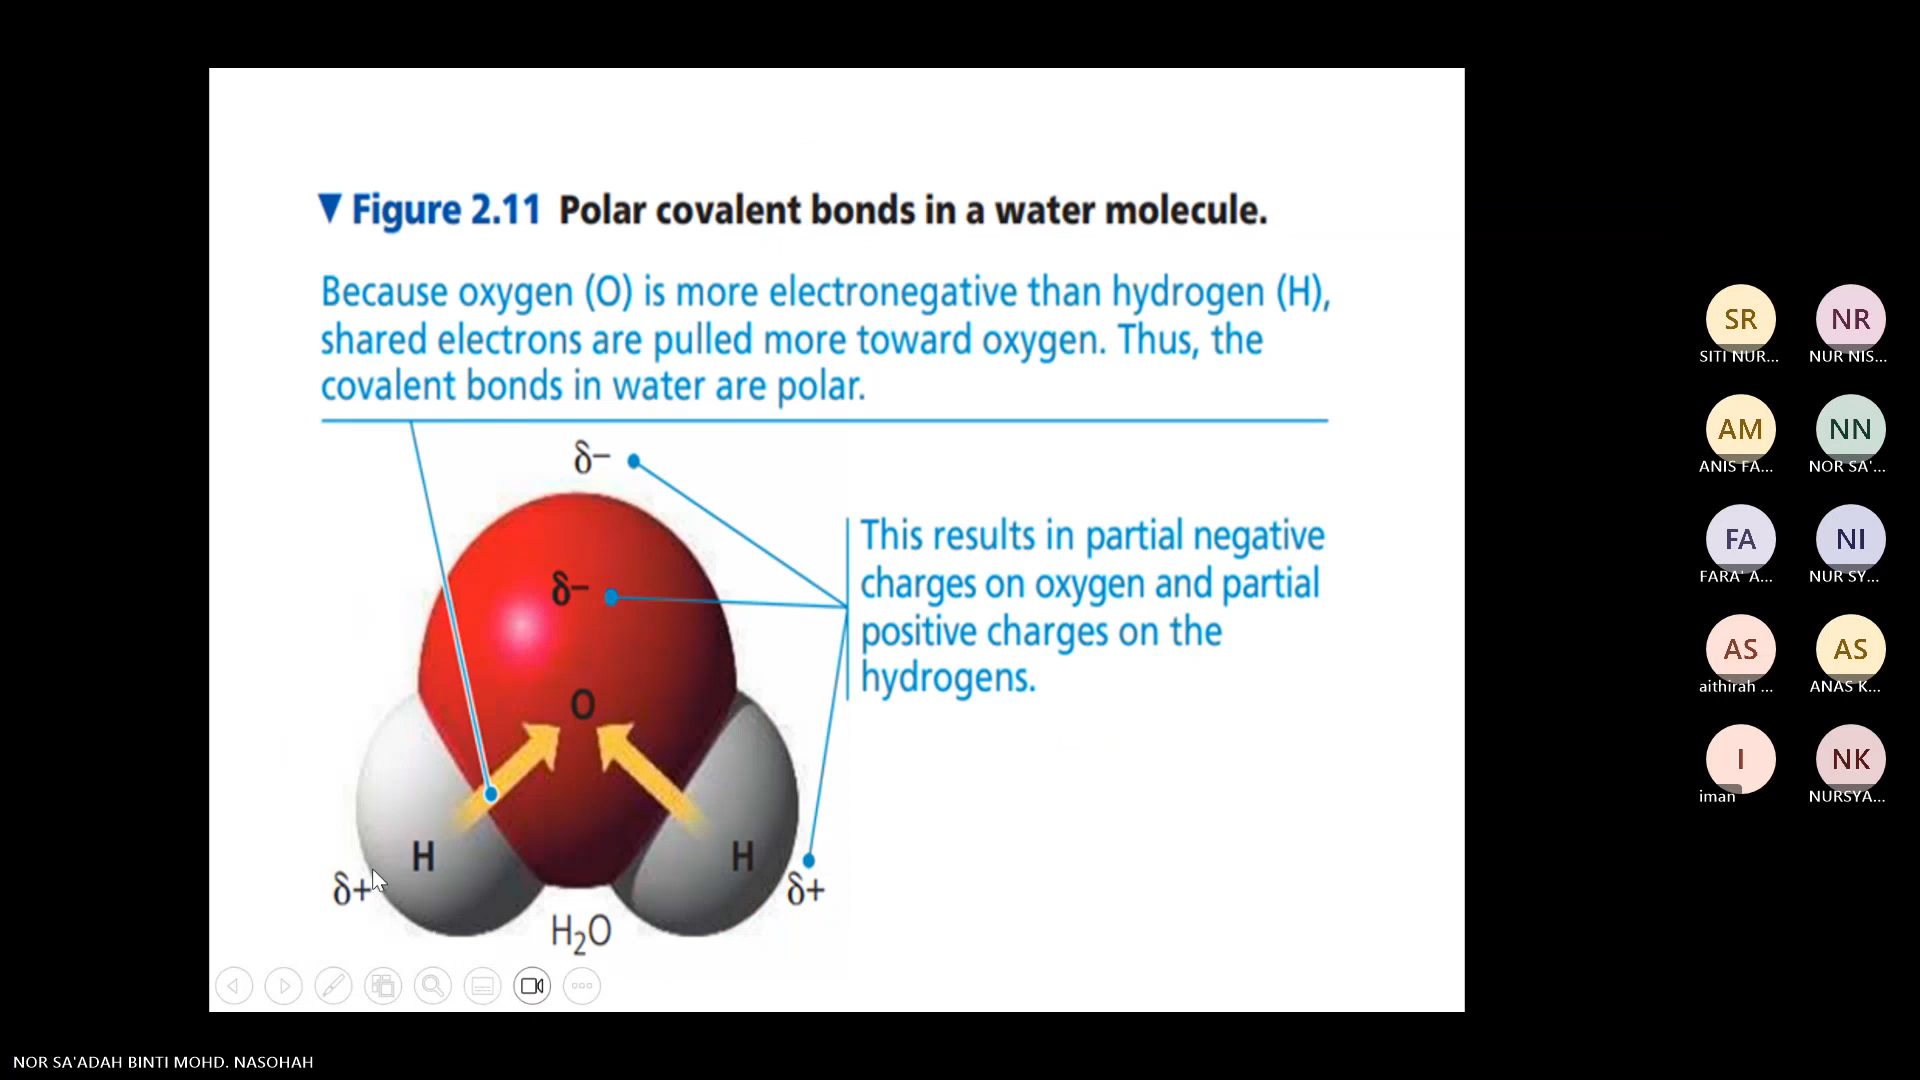 ▼ Figure 2.11 Polar covalent bonds in a water molecule.
Because oxygen (O) is more electronegative than hydrogen (H),
shared electrons are pulled more toward oxygen. Thus, the
covalent bonds in water are polar.
δ–
δ–
This results in partial negative
charges on oxygen and partial
positive charges on the
hydrogens.
O
H
H
δ+
δ+
H₂O
SR
SITI NUR...
NR
NUR NIS...
AM
ANIS FA...
NN
NOR SA'...
FA
FARA' A...
NI
NUR SY...
AS
aithirah ...
AS
ANAS K...
I
iman
NK
NURSYA...
NOR SA'ADAH BINTI MOHD. NASOHAH